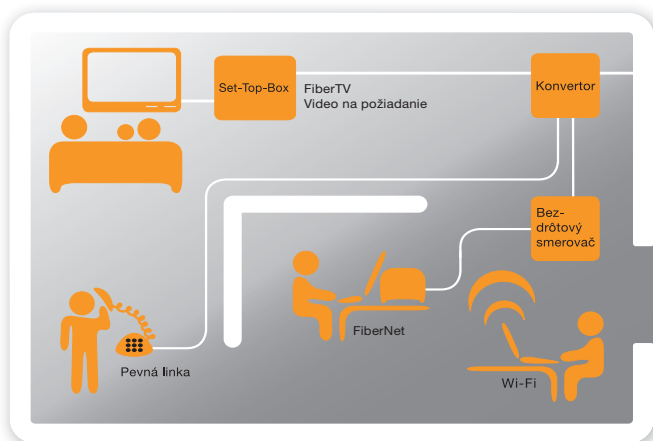 Set-Top-Box
FiberTV
Video na požiadanie
Konvertor
Bez-
drôtový
smerovač
FiberNet
Pevná linka
Wi-Fi